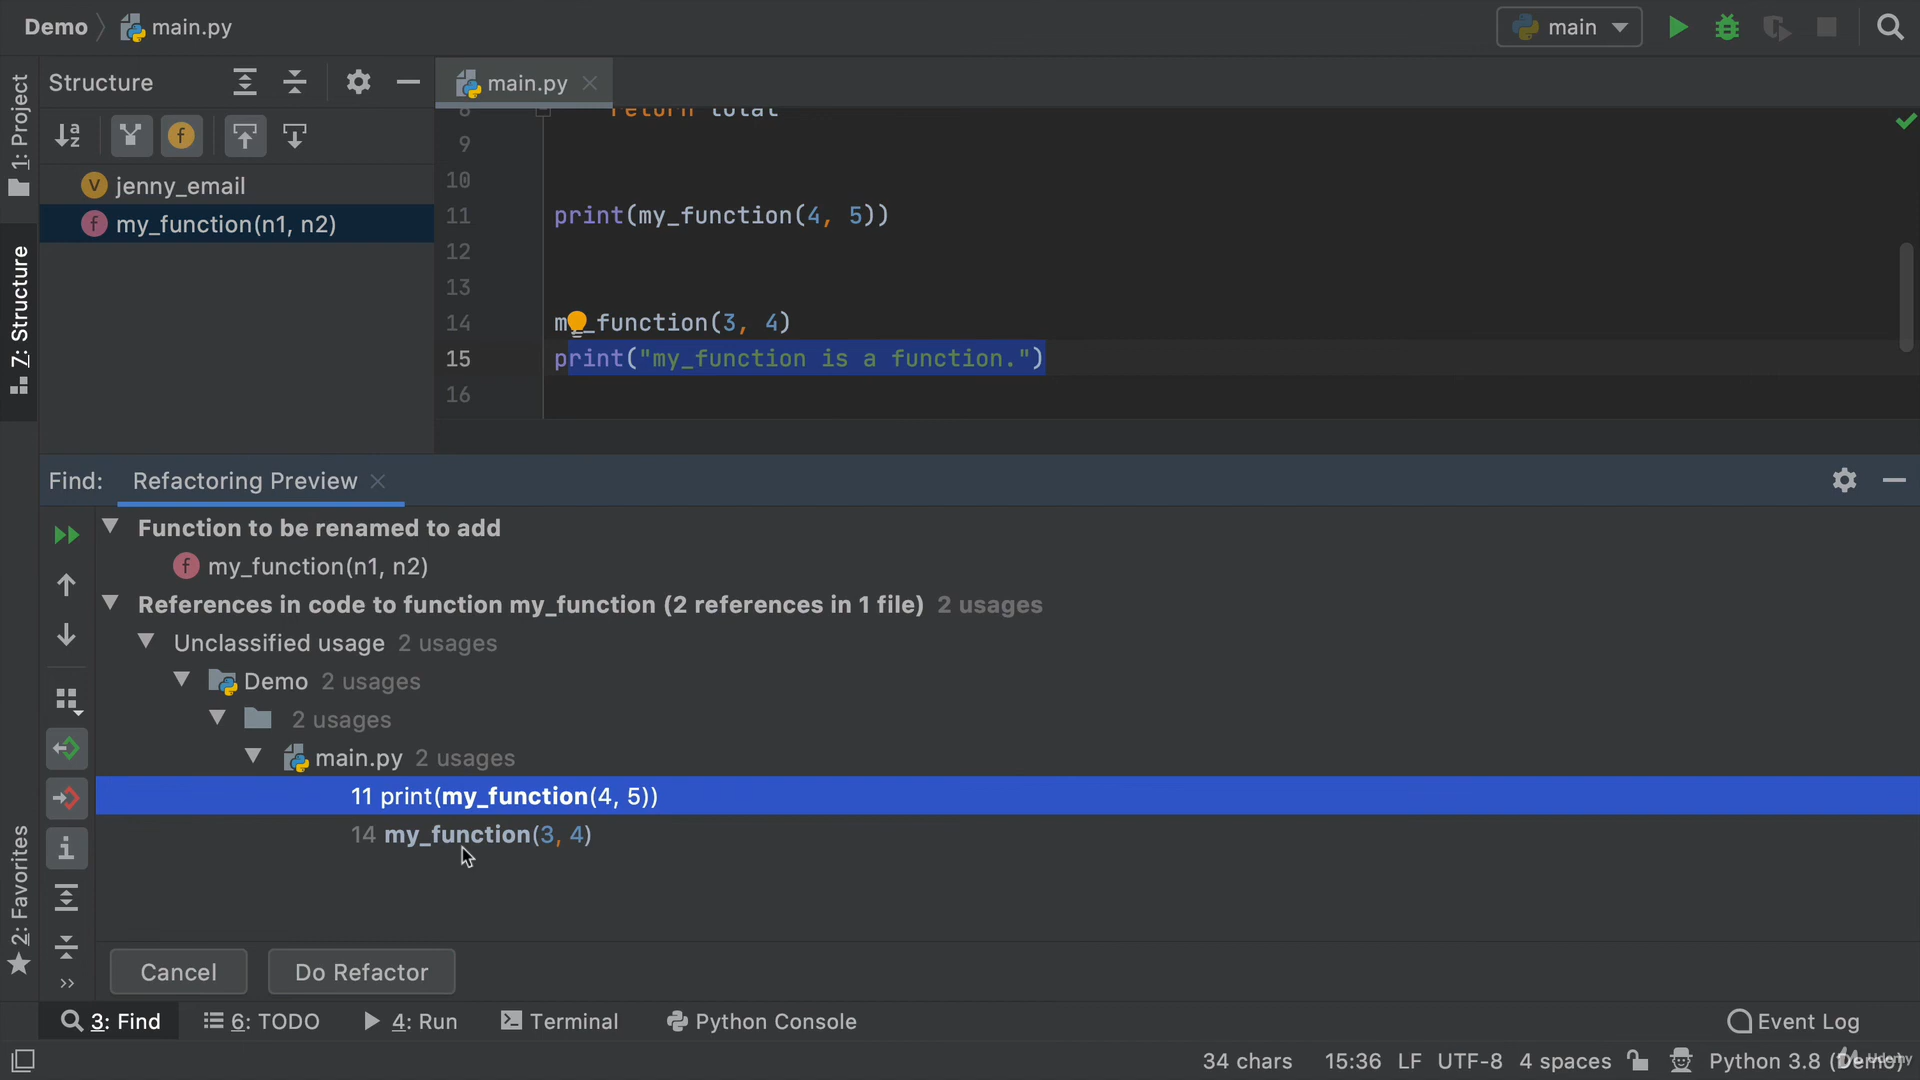 Demo main.py main
1: Project
Structure
main.py
8 return total
9
jenny_email
10
my_function(n1, n2)
11 print(my_function(4, 5))
12
Z: Structure
13
14 my_function(3, 4)
15 print("my_function is a function.")
16
Find: Refactoring Preview
Function to be renamed to add
my_function(n1, n2)
References in code to function my_function (2 references in 1 file) 2 usages
Unclassified usage 2 usages
Demo 2 usages
2 usages
main.py 2 usages
11 print(my_function(4, 5))
14 my_function(3, 4)
2: Favorites
Cancel Do Refactor
3: Find 6: TODO 4: Run Terminal Python Console Event Log
34 chars 15:36 LF UTF-8 4 spaces Python 3.8 (Demo)
Udemy